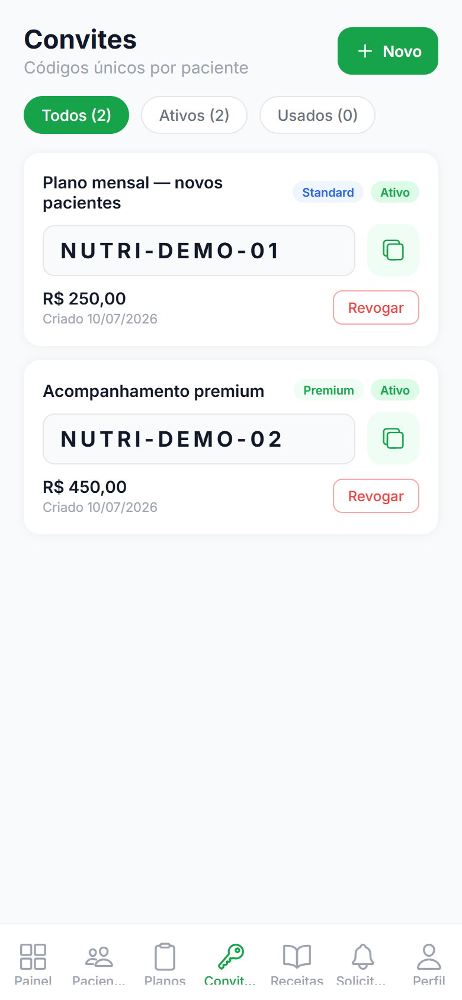 Convites
Códigos únicos por paciente
Novo
Todos (2)
Ativos (2)
Usados (0)
Plano mensal — novos
pacientes
Standard
Ativo
NUTRI-DEMO-01
R$ 250,00
Criado 10/07/2026
Revogar
Acompanhamento premium
Premium
Ativo
NUTRI-DEMO-02
R$ 450,00
Criado 10/07/2026
Revogar
Painel
Pacien...
Planos
Convit...
Receitas
Solicit...
Perfil